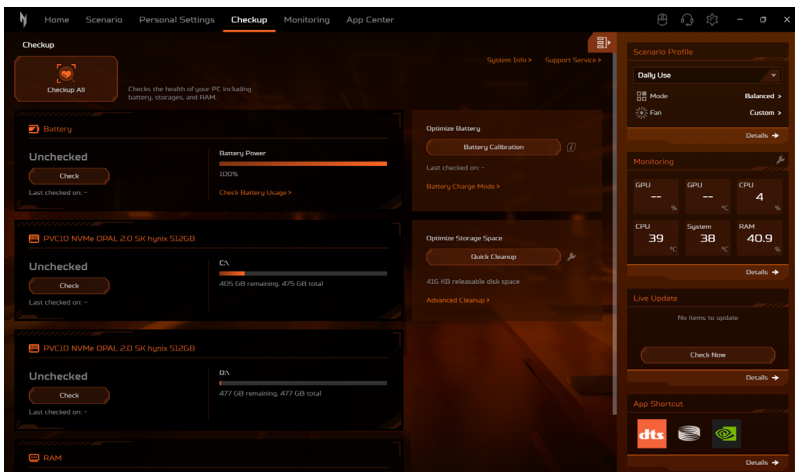 Home Scenario Personal Settings Checkup Monitoring App Center
Checkup
System Info > Support Service >
Checkup All
Checks the health of your PC including
battery, storages, and RAM.
Battery
Unchecked
Check
Last checked on: -
Battery Power
100%
Check Battery Usage >
Optimize Battery
Battery Calibration
Last checked on: -
Battery Charge Mode >
PVC10 NVMe OPAL 2.0 SK hynix 512GB
Unchecked
Check
Last checked on: -
C:\
405 GB remaining, 475 GB total
Optimize Storage Space
Quick Cleanup
416 KB releasable disk space
Advanced Cleanup >
PVC10 NVMe OPAL 2.0 SK hynix 512GB
Unchecked
Check
Last checked on: -
D:\
477 GB remaining, 477 GB total
RAM
Scenario Profile
Daily Use
Mode Balanced >
Fan Custom >
Details →
Monitoring
GPU GPU CPU
-- -- 4
% °C %
CPU System RAM
39 38 40.9
°C °C %
Details →
Live Update
No items to update
Check Now
Details →
App Shortcut
dts
Details →